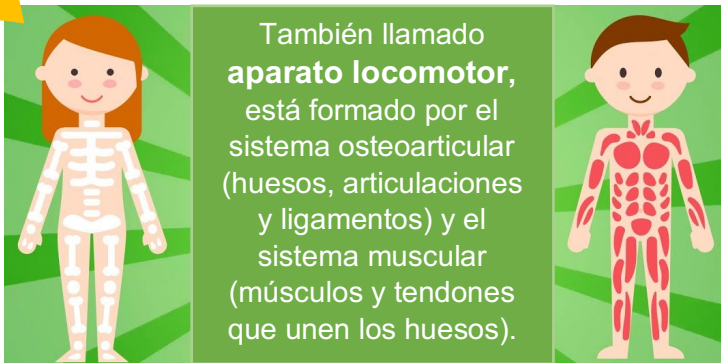 También llamado
aparato locomotor,
está formado por el
sistema osteoarticular
(huesos, articulaciones
y ligamentos) y el
sistema muscular
(músculos y tendones
que unen los huesos).